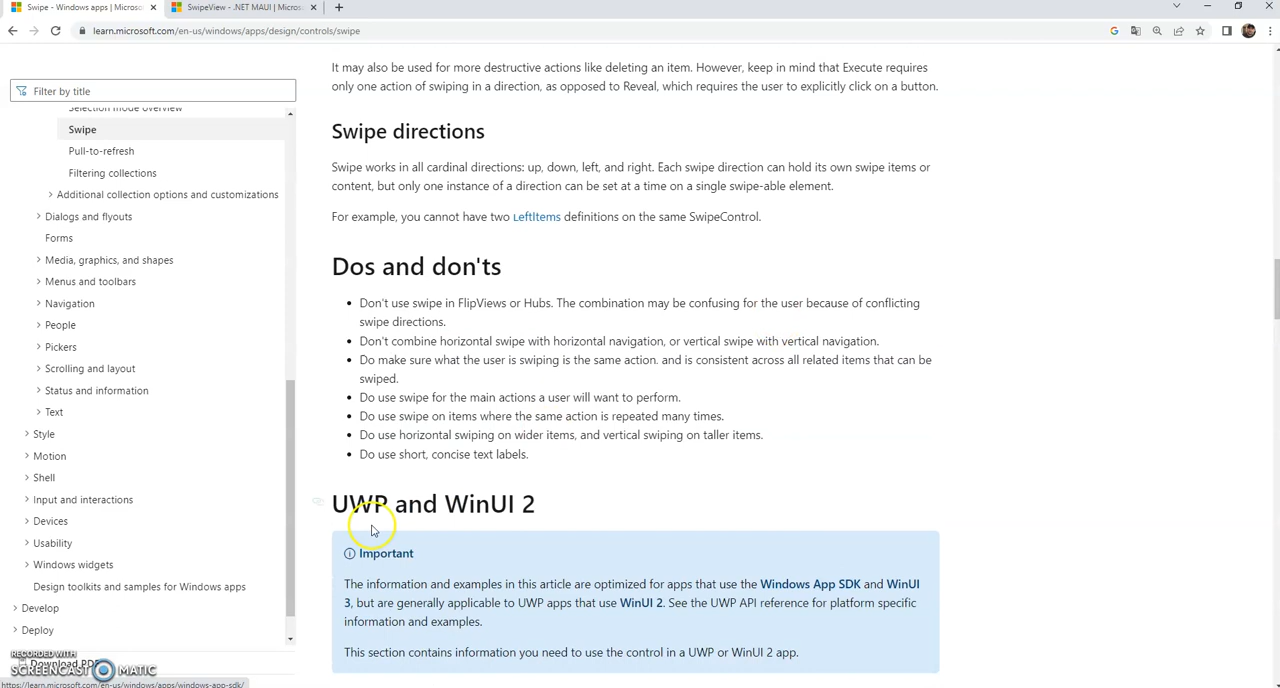 Swipe - Windows apps | Microsoft
SwipeView - .NET MAUI | Micros
learn.microsoft.com/en-us/windows/apps/design/controls/swipe
It may also be used for more destructive actions like deleting an item. However, keep in mind that Execute requires
only one action of swiping in a direction, as opposed to Reveal, which requires the user to explicitly click on a button.
Filter by title
Selection mode overview
Swipe
Pull-to-refresh
Filtering collections
Additional collection options and customizations
Dialogs and flyouts
Forms
Media, graphics, and shapes
Menus and toolbars
Navigation
People
Pickers
Scrolling and layout
Status and information
Text
Style
Motion
Shell
Input and interactions
Devices
Usability
Windows widgets
Design toolkits and samples for Windows apps
Develop
Deploy
Download PDF
Swipe directions
Swipe works in all cardinal directions: up, down, left, and right. Each swipe direction can hold its own swipe items or
content, but only one instance of a direction can be set at a time on a single swipe-able element.
For example, you cannot have two LeftItems definitions on the same SwipeControl.
Dos and don'ts
• Don't use swipe in FlipViews or Hubs. The combination may be confusing for the user because of conflicting
swipe directions.
• Don't combine horizontal swipe with horizontal navigation, or vertical swipe with vertical navigation.
• Do make sure what the user is swiping is the same action. and is consistent across all related items that can be
swiped.
• Do use swipe for the main actions a user will want to perform.
• Do use swipe on items where the same action is repeated many times.
• Do use horizontal swiping on wider items, and vertical swiping on taller items.
• Do use short, concise text labels.
UWP and WinUI 2
Important
The information and examples in this article are optimized for apps that use the Windows App SDK and WinUI
3, but are generally applicable to UWP apps that use WinUI 2. See the UWP API reference for platform specific
information and examples.
This section contains information you need to use the control in a UWP or WinUI 2 app.
RECORDED WITH
SCREENCAST MATIC
https://learn.microsoft.com/en-us/windows/apps/windows-app-sdk/